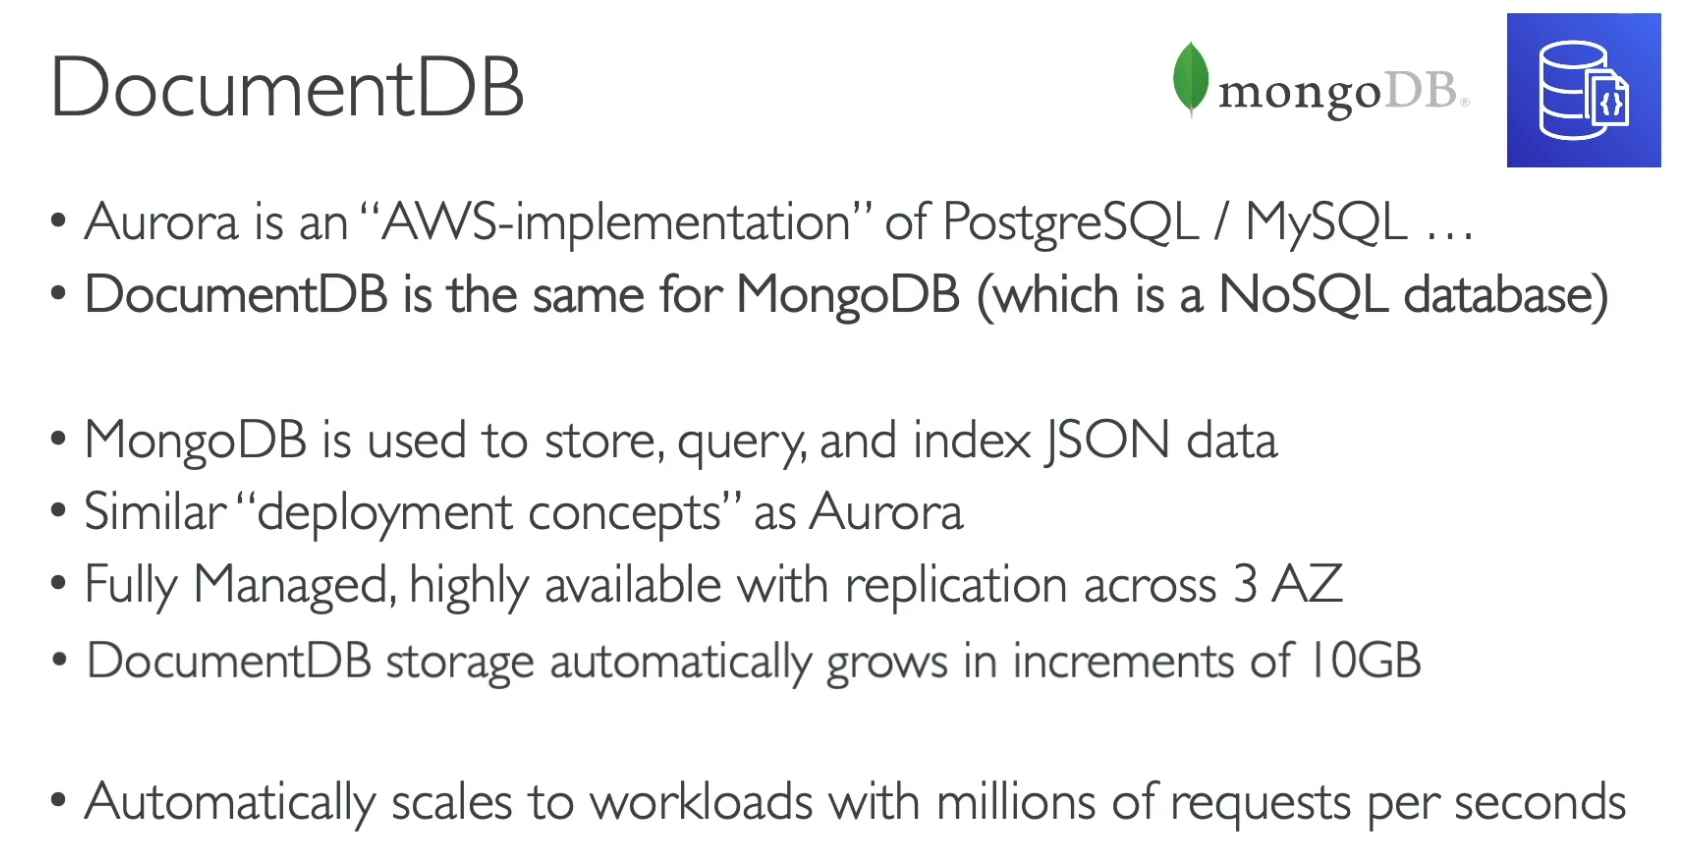 DocumentDB
mongoDB®
{}
• Aurora is an “AWS-implementation” of PostgreSQL / MySQL …
• DocumentDB is the same for MongoDB (which is a NoSQL database)
• MongoDB is used to store, query, and index JSON data
• Similar “deployment concepts” as Aurora
• Fully Managed, highly available with replication across 3 AZ
• DocumentDB storage automatically grows in increments of 10GB
• Automatically scales to workloads with millions of requests per seconds